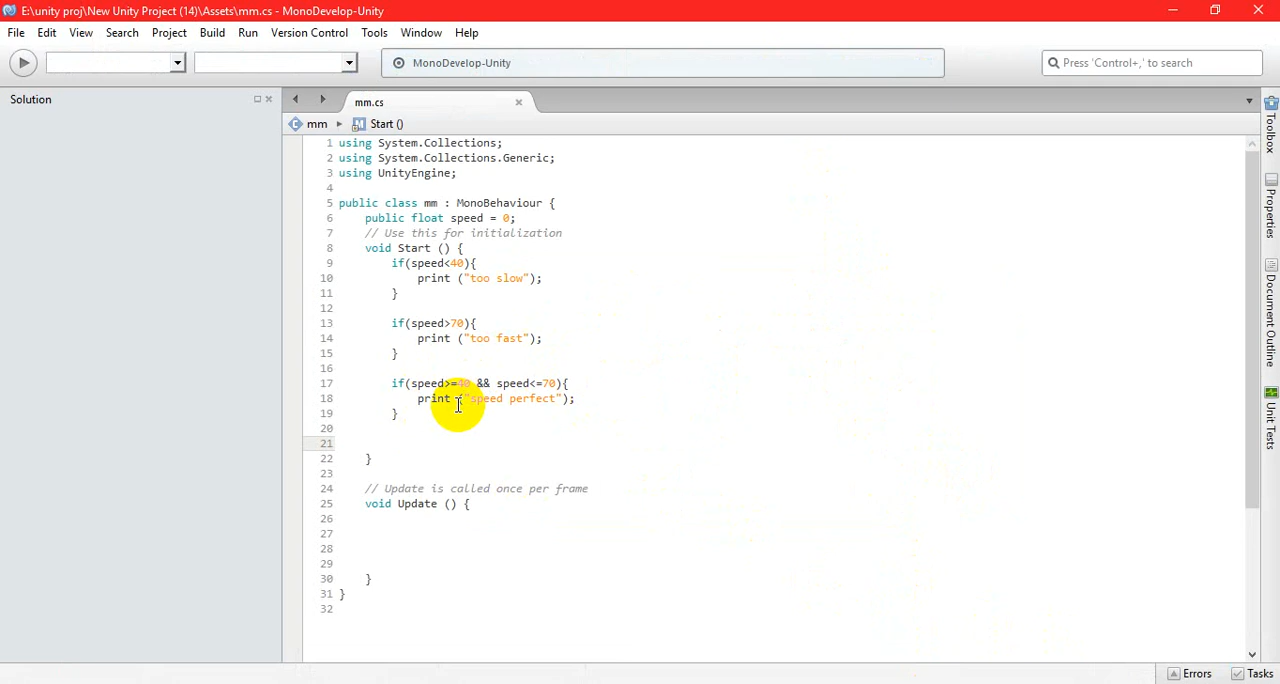 E:\unity proj\New Unity Project (14)\Assets\mm.cs - MonoDevelop-Unity
File Edit View Search Project Build Run Version Control Tools Window Help
MonoDevelop-Unity
Press 'Control+,' to search
Solution
mm.cs
mm Start ()
1 using System.Collections;
2 using System.Collections.Generic;
3 using UnityEngine;
4
5 public class mm : MonoBehaviour {
6 public float speed = 0;
7 // Use this for initialization
8 void Start () {
9 if(speed<40){
10 print ("too slow");
11 }
12
13 if(speed>70){
14 print ("too fast");
15 }
16
17 if(speed>=40 && speed<=70){
18 print ("speed perfect");
19 }
20
21
22 }
23
24 // Update is called once per frame
25 void Update () {
26
27
28
29
30 }
31 }
32
Toolbox
Properties
Document Outline
Unit Tests
Errors Tasks